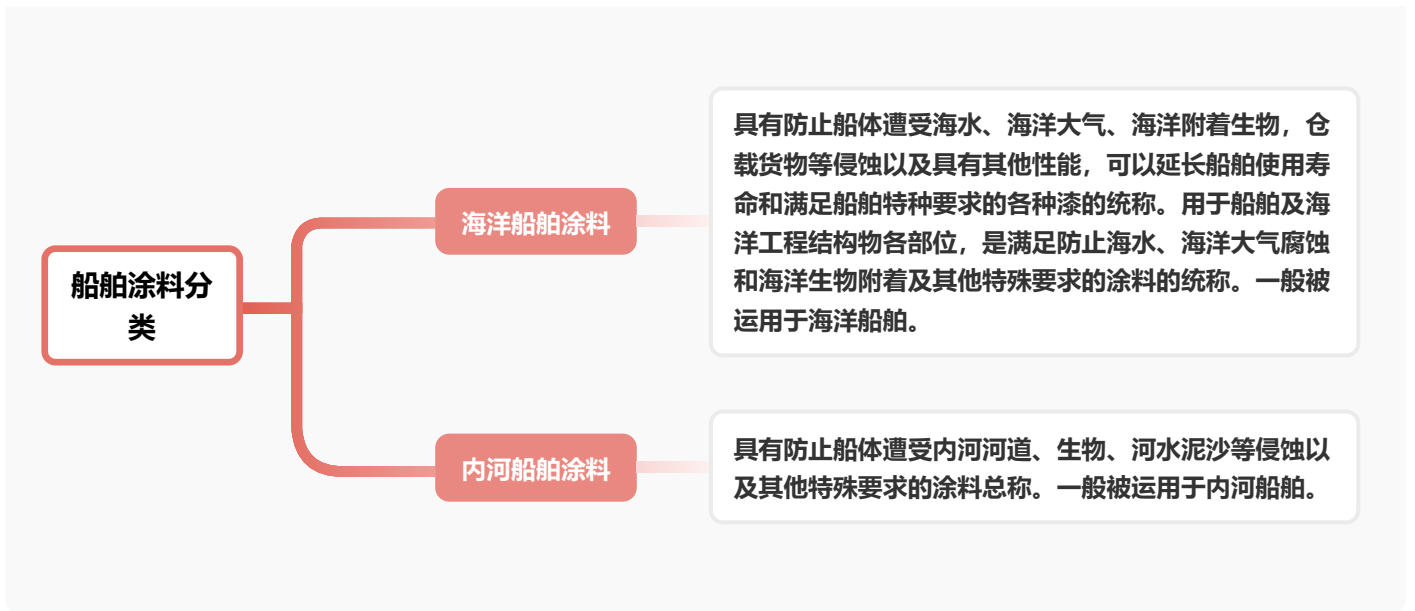 船舶涂料分
类
海洋船舶涂料
具有防止船体遭受海水、海洋大气、海洋附着生物，仓
载货物等侵蚀以及具有其他性能，可以延长船舶使用寿
命和满足船舶特种要求的各种漆的统称。用于船舶及海
洋工程结构物各部位，是满足防止海水、海洋大气腐蚀
和海洋生物附着及其他特殊要求的涂料的统称。一般被
运用于海洋船舶。
内河船舶涂料
具有防止船体遭受内河河道、生物、河水泥沙等侵蚀以
及其他特殊要求的涂料总称。一般被运用于内河船舶。